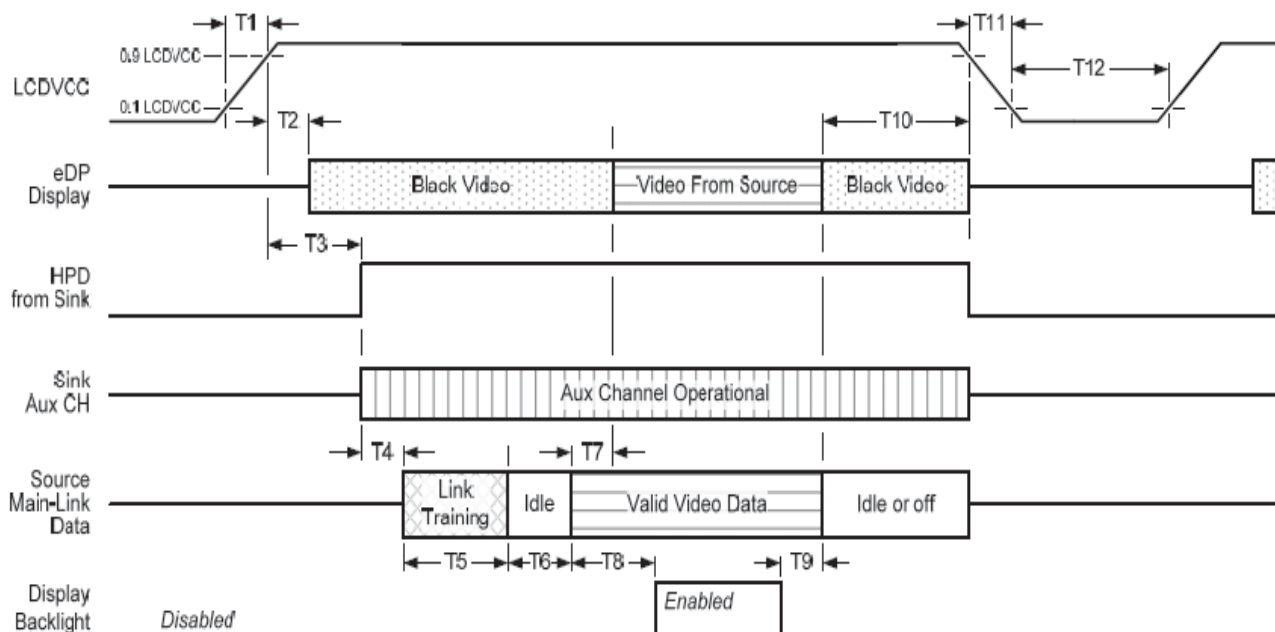 T1
T11
0.9 LCDVCC
T12
LCDVCC
0.1 LCDVCC
T2
T10
eDP
Display
Black Video
Video From Source
Black Video
T3
HPD
from Sink
Sink
Aux CH
Aux Channel Operational
T4
T7
Source
Main-Link
Data
Link
Training
Idle
Valid Video Data
Idle or off
T5
T6
T8
T9
Display
Backlight
Disabled
Enabled